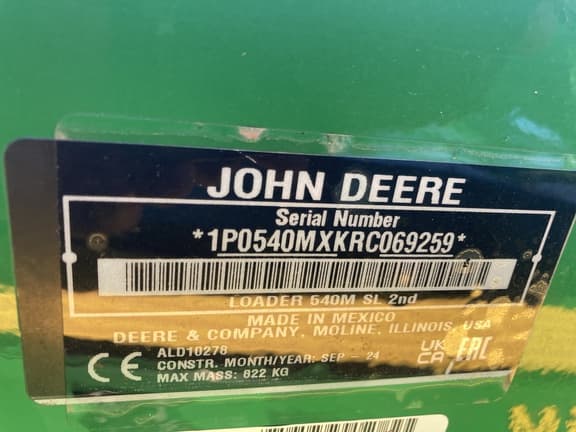 JOHN DEERE
Serial Number
*1P0540MXKRC069259*
LOADER 540M SL 2nd
MADE IN MEXICO
DEERE & COMPANY, MOLINE, ILLINOIS, USA
ALD10278
CONSTR. MONTH/YEAR: SEP - 24
MAX MASS: 822 KG
CE
UK
CA
EAC